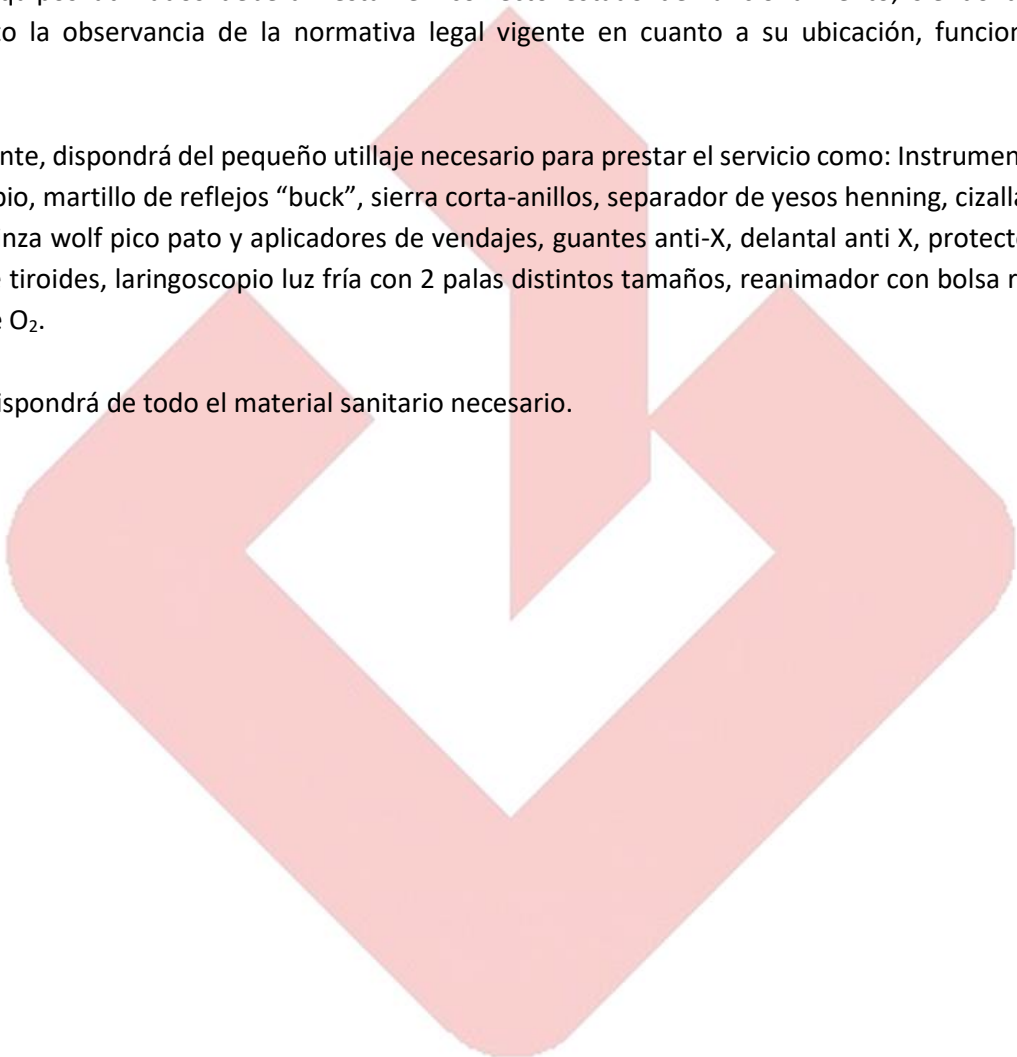 to la observancia de la normativa legal vigente en cuanto a su ubicación, funcion
nte, dispondrá del pequeño utillaje necesario para prestar el servicio como: Instrumen
pio, martillo de reflejos “buck”, sierra corta-anillos, separador de yesos henning, cizalla
nza wolf pico pato y aplicadores de vendajes, guantes anti-X, delantal anti X, protect
e tiroides, laringoscopio luz fría con 2 palas distintos tamaños, reanimador con bolsa r
e O₂.
ispondrá de todo el material sanitario necesario.